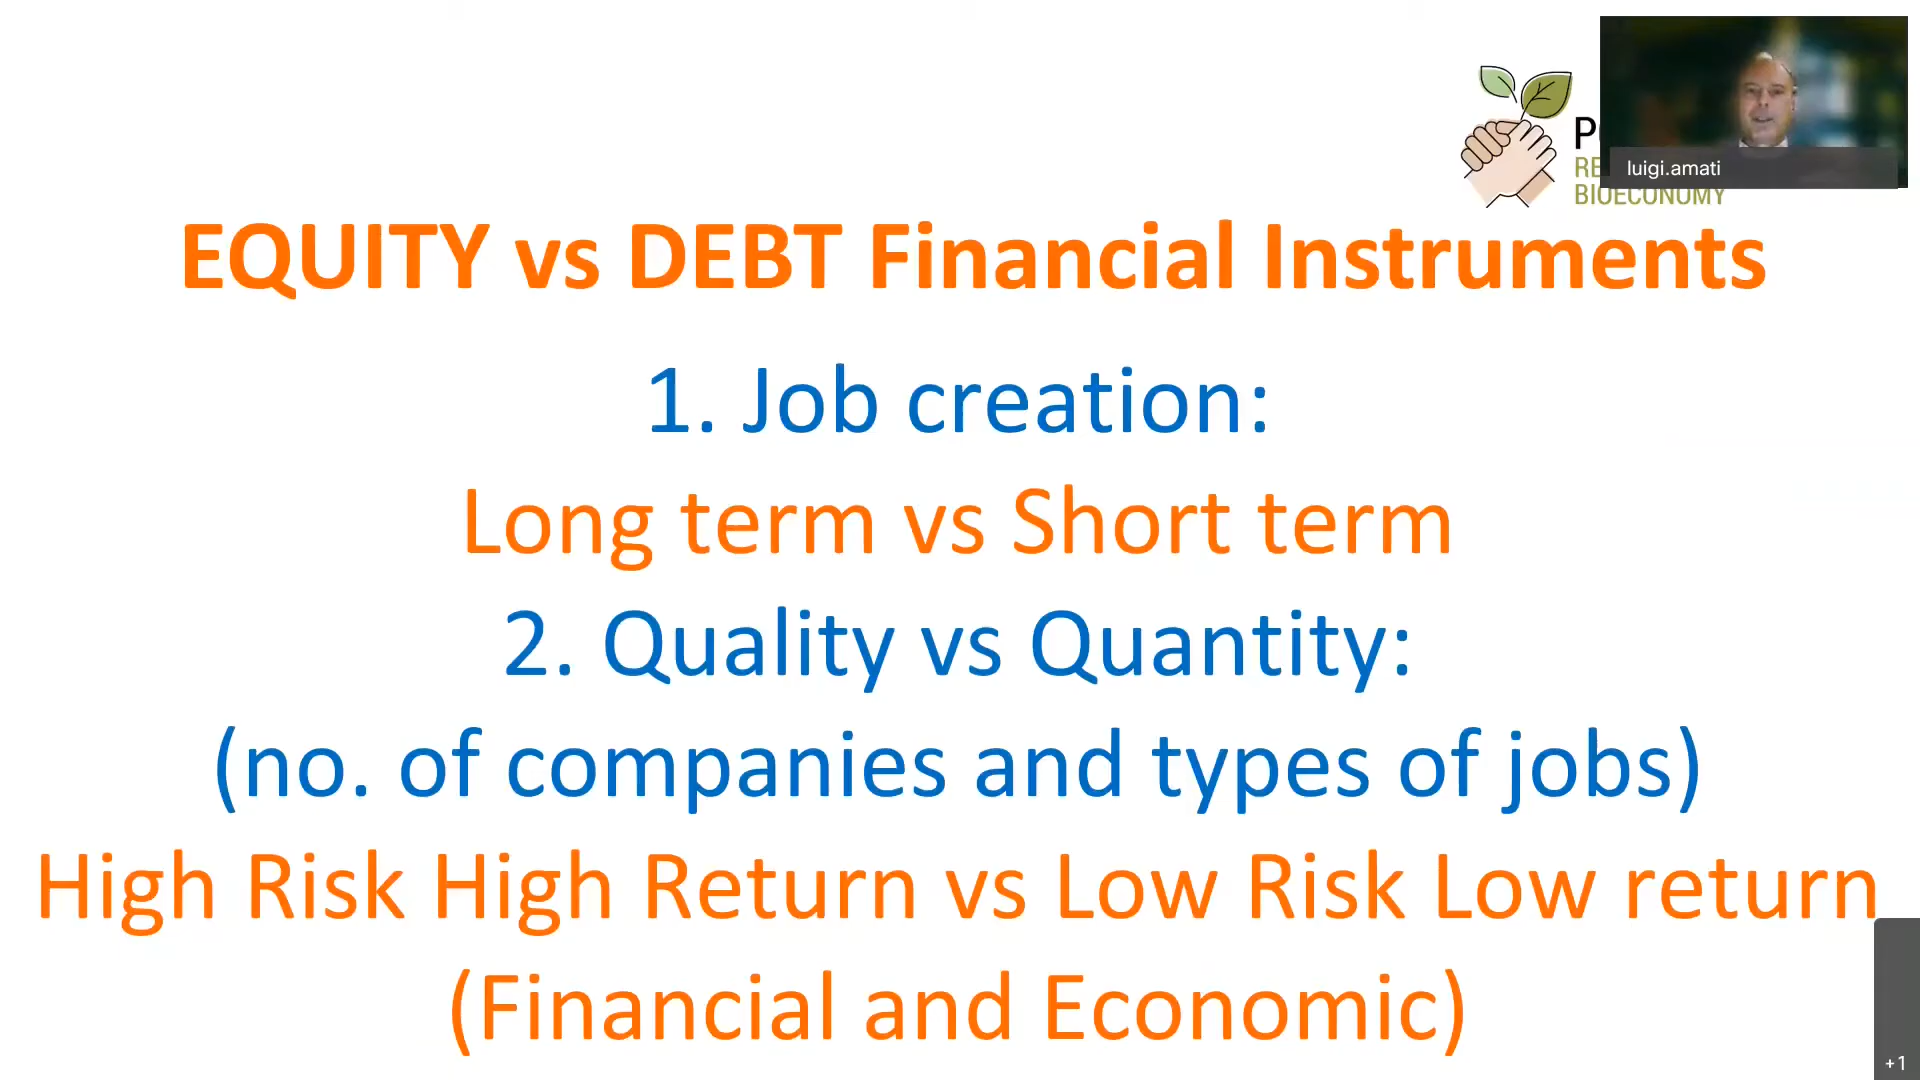 luigi.amati
BIOECONOMY
EQUITY vs DEBT Financial Instruments
1. Job creation:
Long term vs Short term
2. Quality vs Quantity:
(no. of companies and types of jobs)
High Risk High Return vs Low Risk Low return
(Financial and Economic)
+1